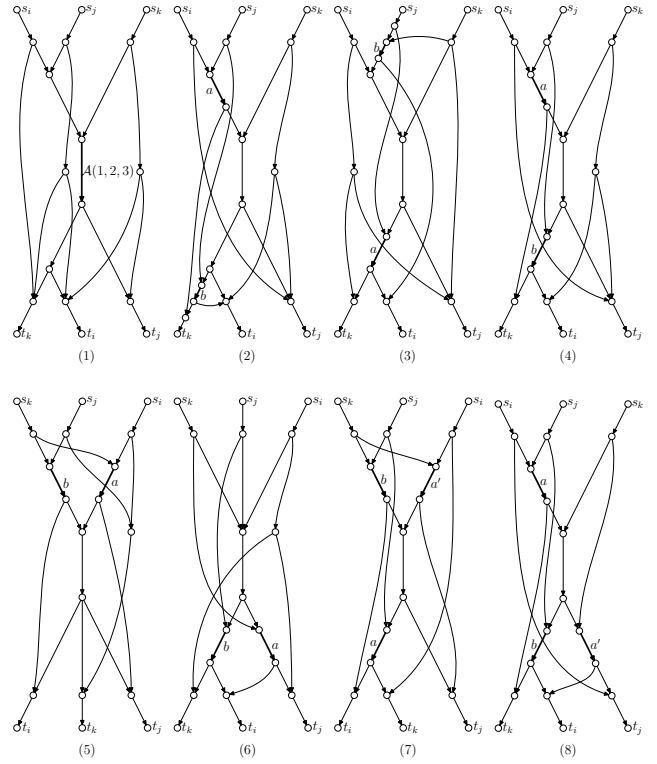 s_i s_j s_k s_i s_j s_k s_i s_j s_k s_i s_j s_k
b
a a
A(1, 2, 3)
a b
b
t_k t_i t_j t_k t_i t_j t_k t_i t_j t_k t_i t_j
(1) (2) (3) (4)
s_k s_j s_i s_k s_j s_i s_k s_j s_i s_i s_j s_k
b a b a′ a
b a a b a′
t_i t_k t_j t_k t_i t_j t_k t_i t_j t_k t_i t_j
(5) (6) (7) (8)